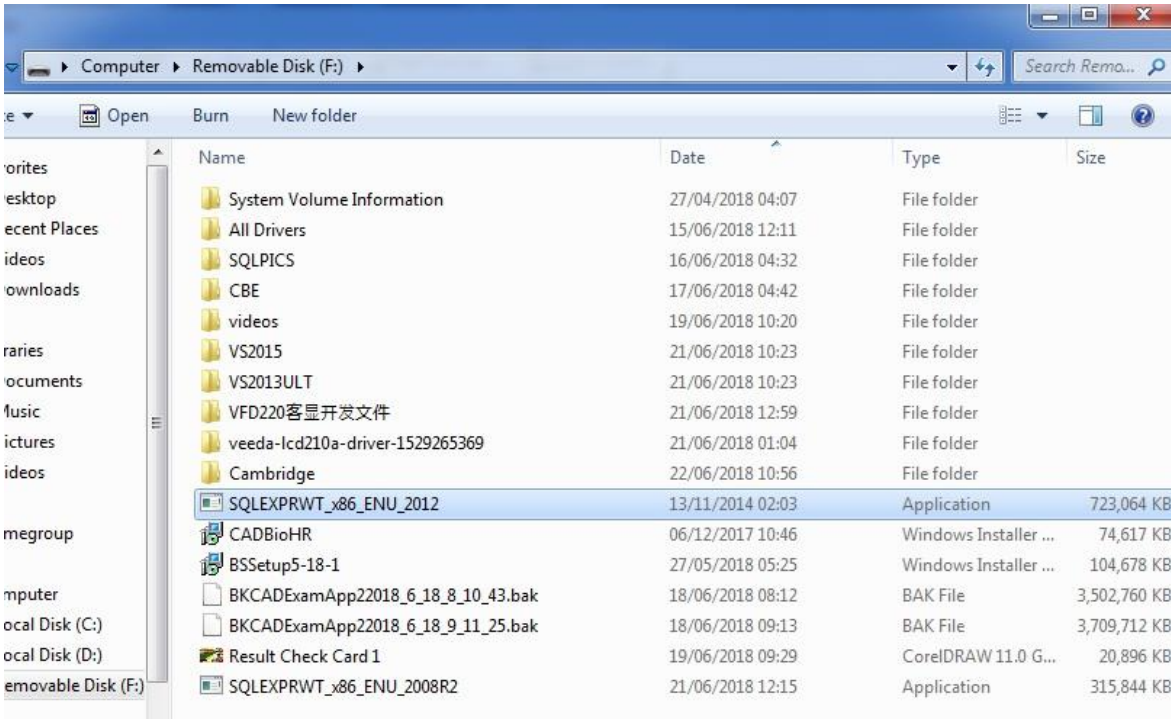 Computer Removable Disk (F:) Search Remo...
Open Burn New folder
Name Date Type Size
orites
esktop
ecent Places
ideos
ownloads
raries
ocuments
Music
ictures
ideos
megroup
mputer
ocal Disk (C:)
ocal Disk (D:)
emovable Disk (F:)
System Volume Information 27/04/2018 04:07 File folder
All Drivers 15/06/2018 12:11 File folder
SQLPICS 16/06/2018 04:32 File folder
CBE 17/06/2018 04:42 File folder
videos 19/06/2018 10:20 File folder
VS2015 21/06/2018 10:23 File folder
VS2013ULT 21/06/2018 10:23 File folder
VFD220客显开发文件 21/06/2018 12:59 File folder
veeda-lcd210a-driver-1529265369 21/06/2018 01:04 File folder
Cambridge 22/06/2018 10:56 File folder
SQLEXPRWT_x86_ENU_2012 13/11/2014 02:03 Application 723,064 KB
CADBioHR 06/12/2017 10:46 Windows Installer ... 74,617 KB
BSSetup5-18-1 27/05/2018 05:25 Windows Installer ... 104,678 KB
BKCADExamApp22018_6_18_8_10_43.bak 18/06/2018 08:12 BAK File 3,502,760 KB
BKCADExamApp22018_6_18_9_11_25.bak 18/06/2018 09:13 BAK File 3,709,712 KB
Result Check Card 1 19/06/2018 09:29 CorelDRAW 11.0 G... 20,896 KB
SQLEXPRWT_x86_ENU_2008R2 21/06/2018 12:15 Application 315,844 KB